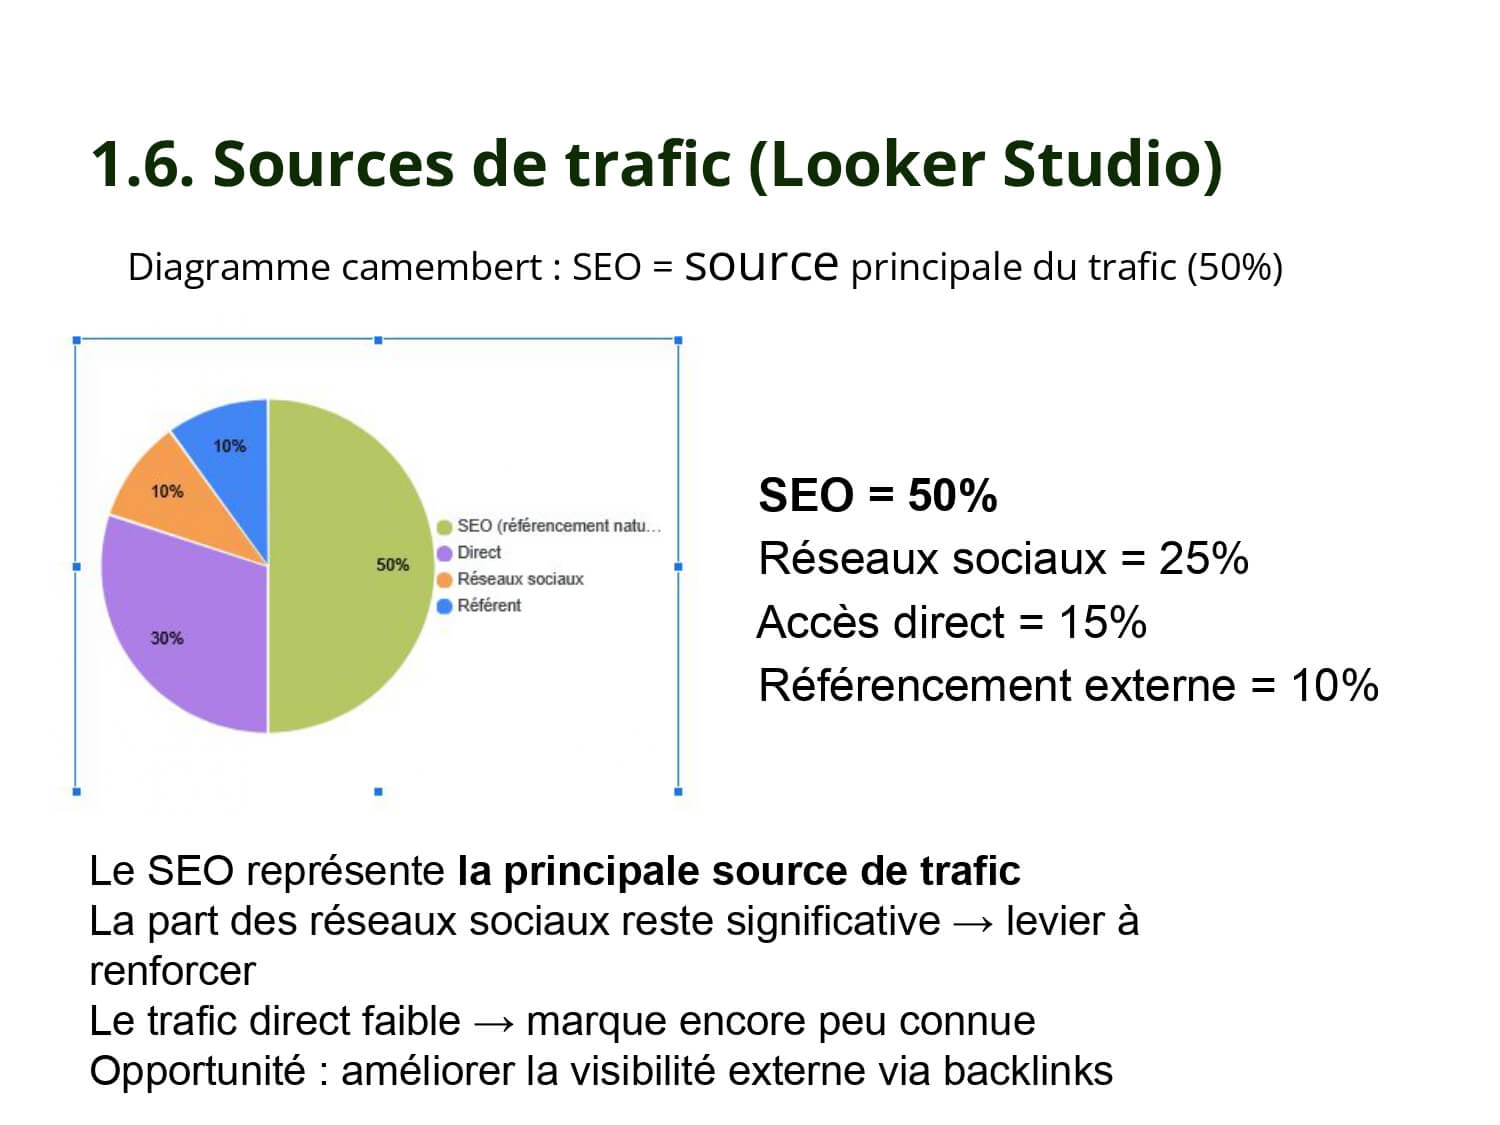 1.6. Sources de trafic (Looker Studio)
Diagramme camembert : SEO = source principale du trafic (50%)
10%
10%
50%
30%
SEO (référencement natu...
Direct
Réseaux sociaux
Référent
SEO = 50%
Réseaux sociaux = 25%
Accès direct = 15%
Référencement externe = 10%
Le SEO représente la principale source de trafic
La part des réseaux sociaux reste significative → levier à
renforcer
Le trafic direct faible → marque encore peu connue
Opportunité : améliorer la visibilité externe via backlinks